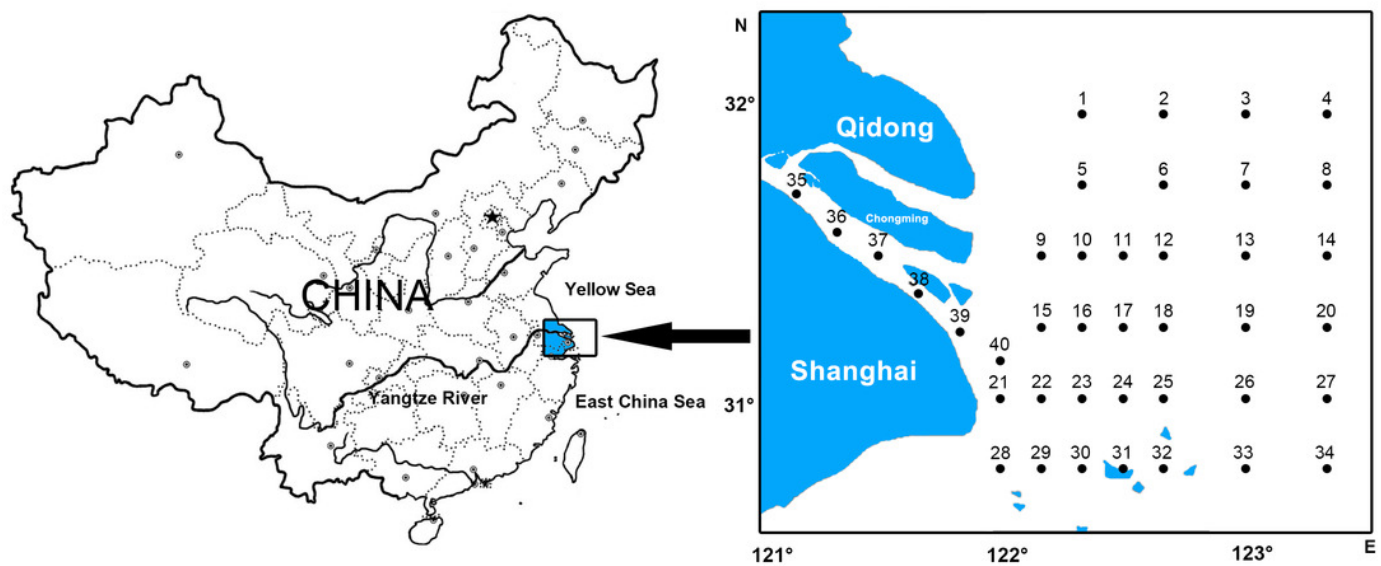 CHINA
Yellow Sea
Yangtze River
East China Sea
N
32°
1 2 3 4
Qidong
5 6 7 8
35
36
Chongming
37
9 10 11 12 13 14
38
15 16 17 18 19 20
39
40
Shanghai
21 22 23 24 25 26 27
31°
28 29 30 31 32 33 34
121° 122° 123° E